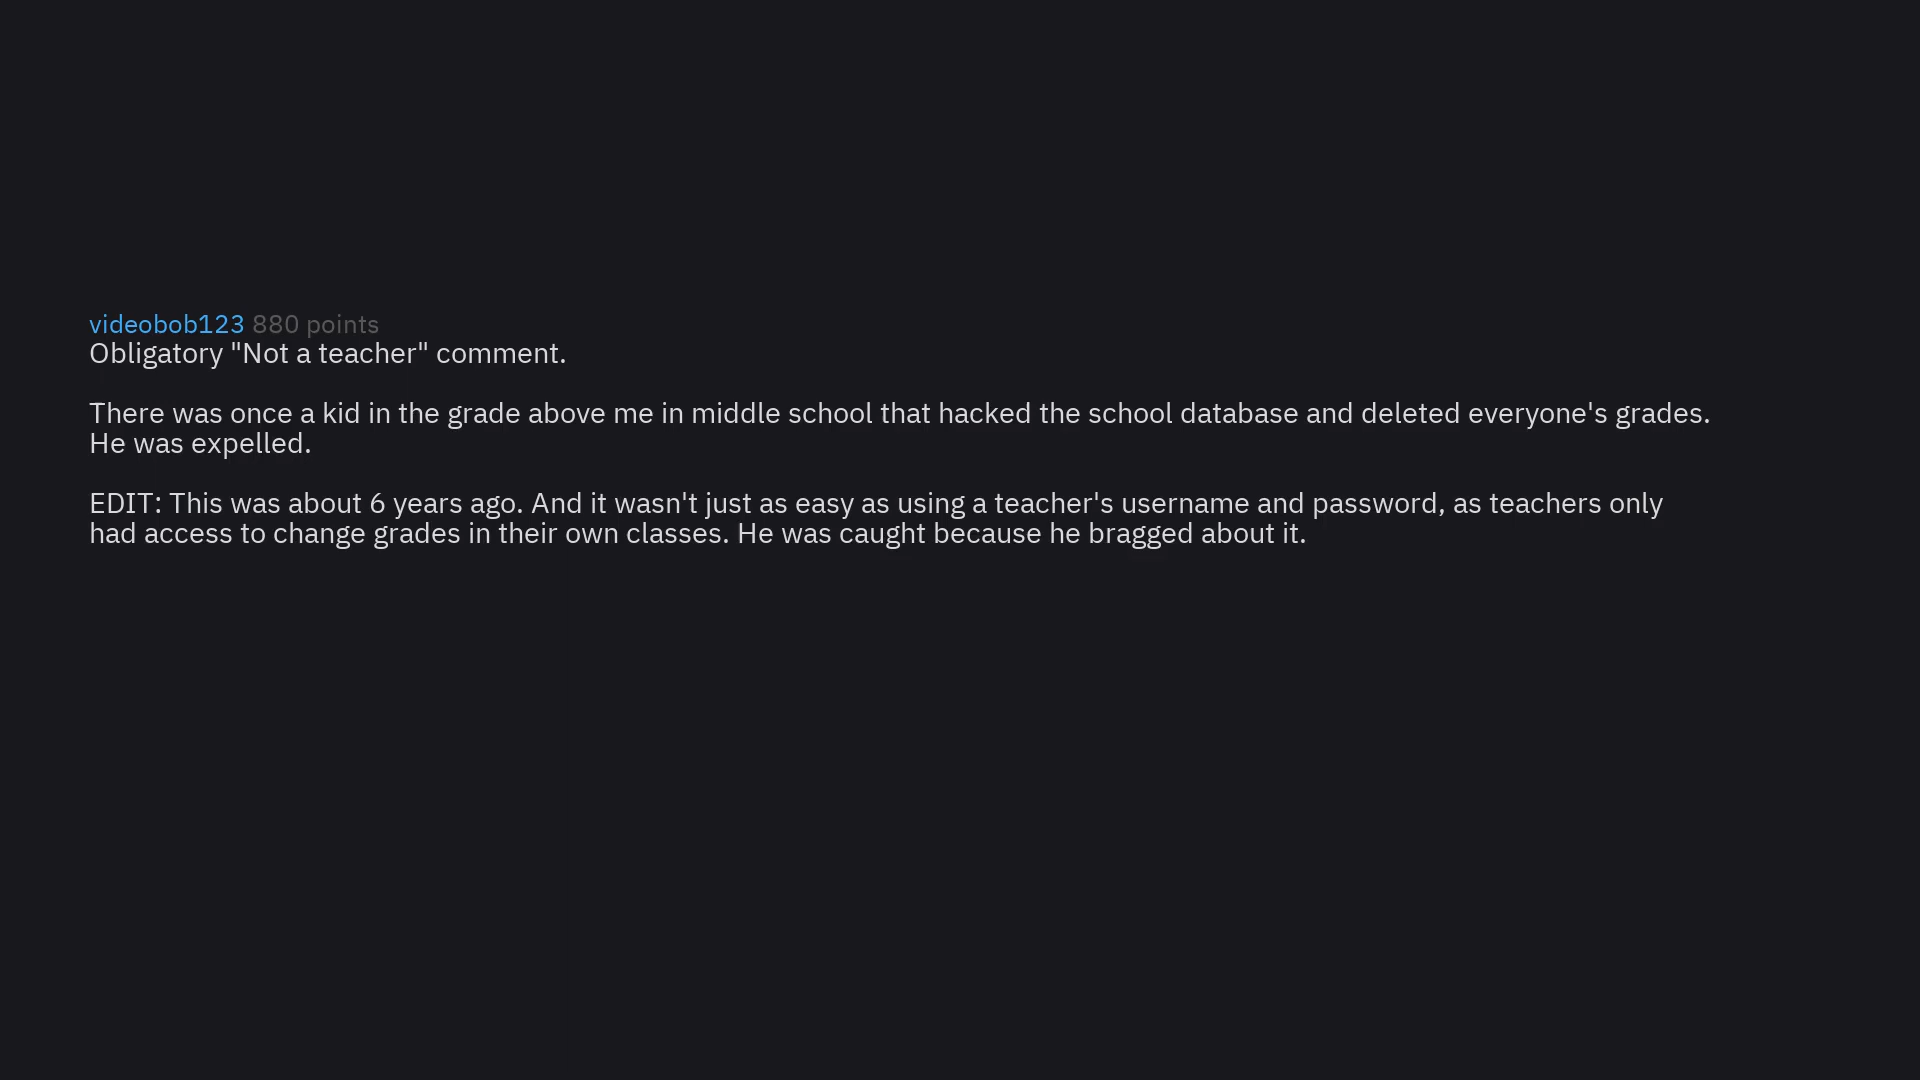 videobob123 880 points
Obligatory "Not a teacher" comment.
There was once a kid in the grade above me in middle school that hacked the school database and deleted everyone's grades.
He was expelled.
EDIT: This was about 6 years ago. And it wasn't just as easy as using a teacher's username and password, as teachers only
had access to change grades in their own classes. He was caught because he bragged about it.